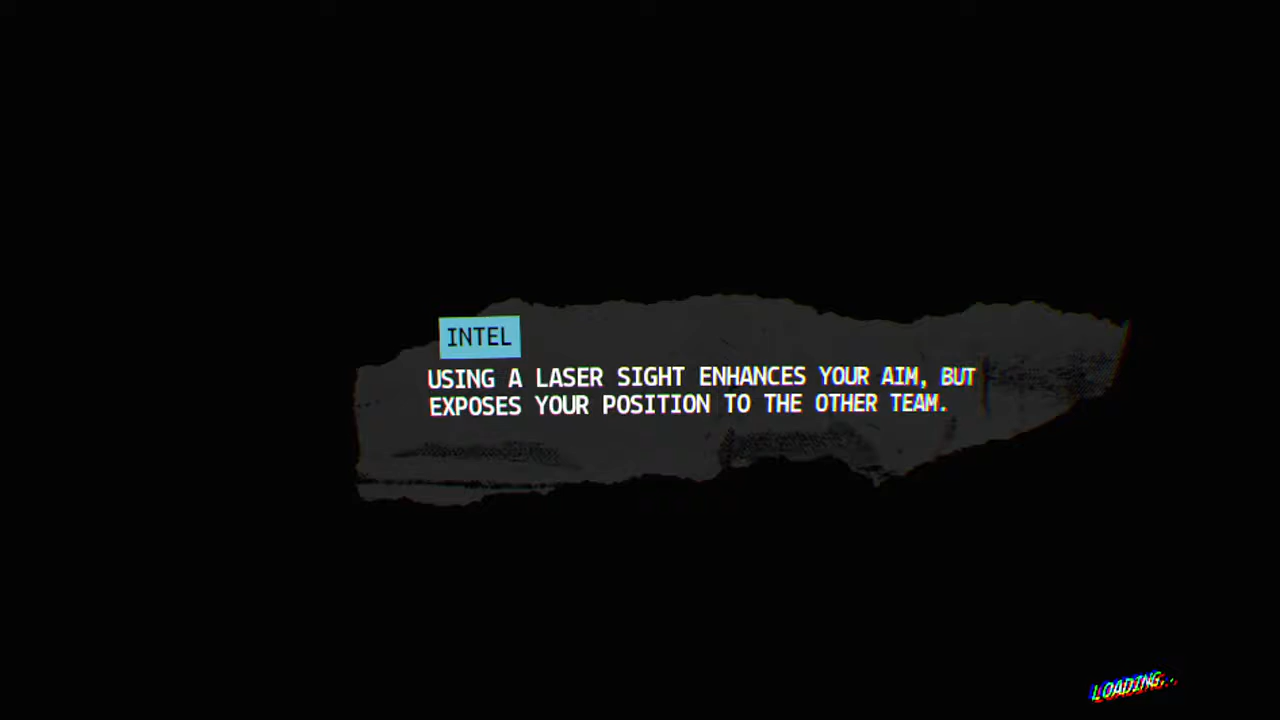 INTEL
USING A LASER SIGHT ENHANCES YOUR AIM, BUT
EXPOSES YOUR POSITION TO THE OTHER TEAM.
LOADING..